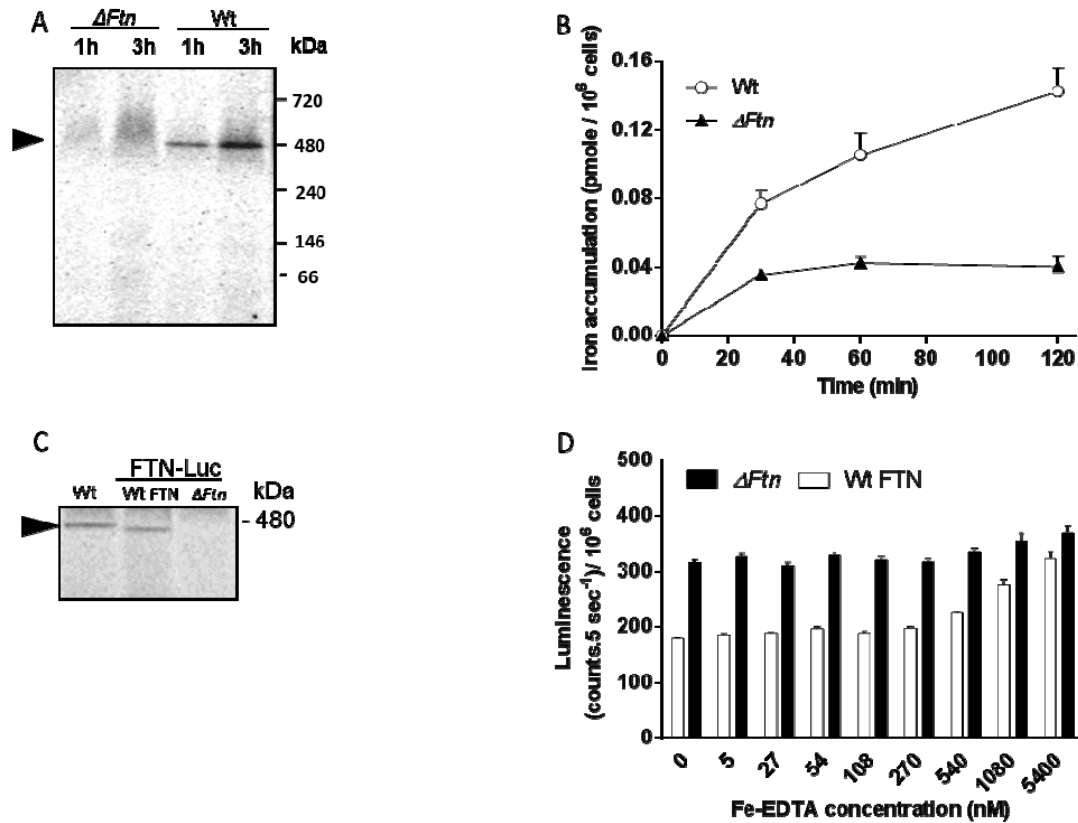 A
ΔFtn Wt
1h 3h 1h 3h kDa
720
480
240
146
66
B
Iron accumulation (pmole / 10⁶ cells)
0.16
0.12
0.08
0.04
0.00
Wt
ΔFtn
0 20 40 60 80 100 120
Time (min)
C
FTN-Luc
Wt Wt FTN ΔFtn kDa
- 480
D
Luminescence
(counts.5 sec⁻¹)/ 10⁶ cells
500
400
300
200
100
0
ΔFtn Wt FTN
0 5 27 54 108 270 540 1080 5400
Fe-EDTA concentration (nM)